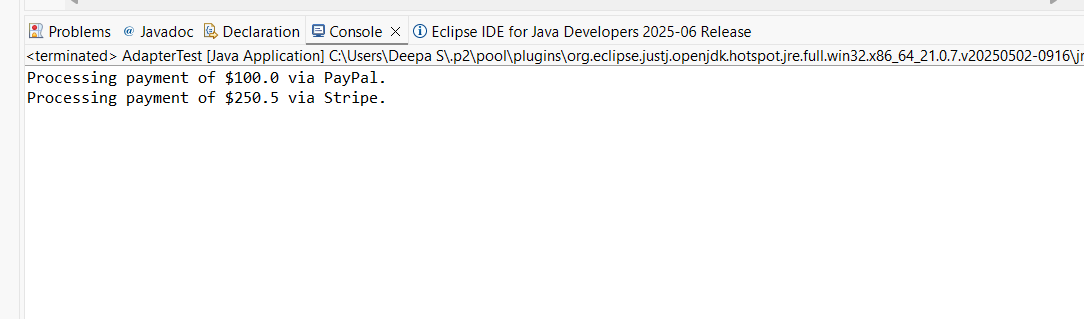 Problems @ Javadoc Declaration Console Eclipse IDE for Java Developers 2025-06 Release
<terminated> AdapterTest [Java Application] C:\Users\Deepa S\.p2\pool\plugins\org.eclipse.justj.openjdk.hotspot.jre.full.win32.x86_64_21.0.7.v20250502-0916\jr
Processing payment of $100.0 via PayPal.
Processing payment of $250.5 via Stripe.